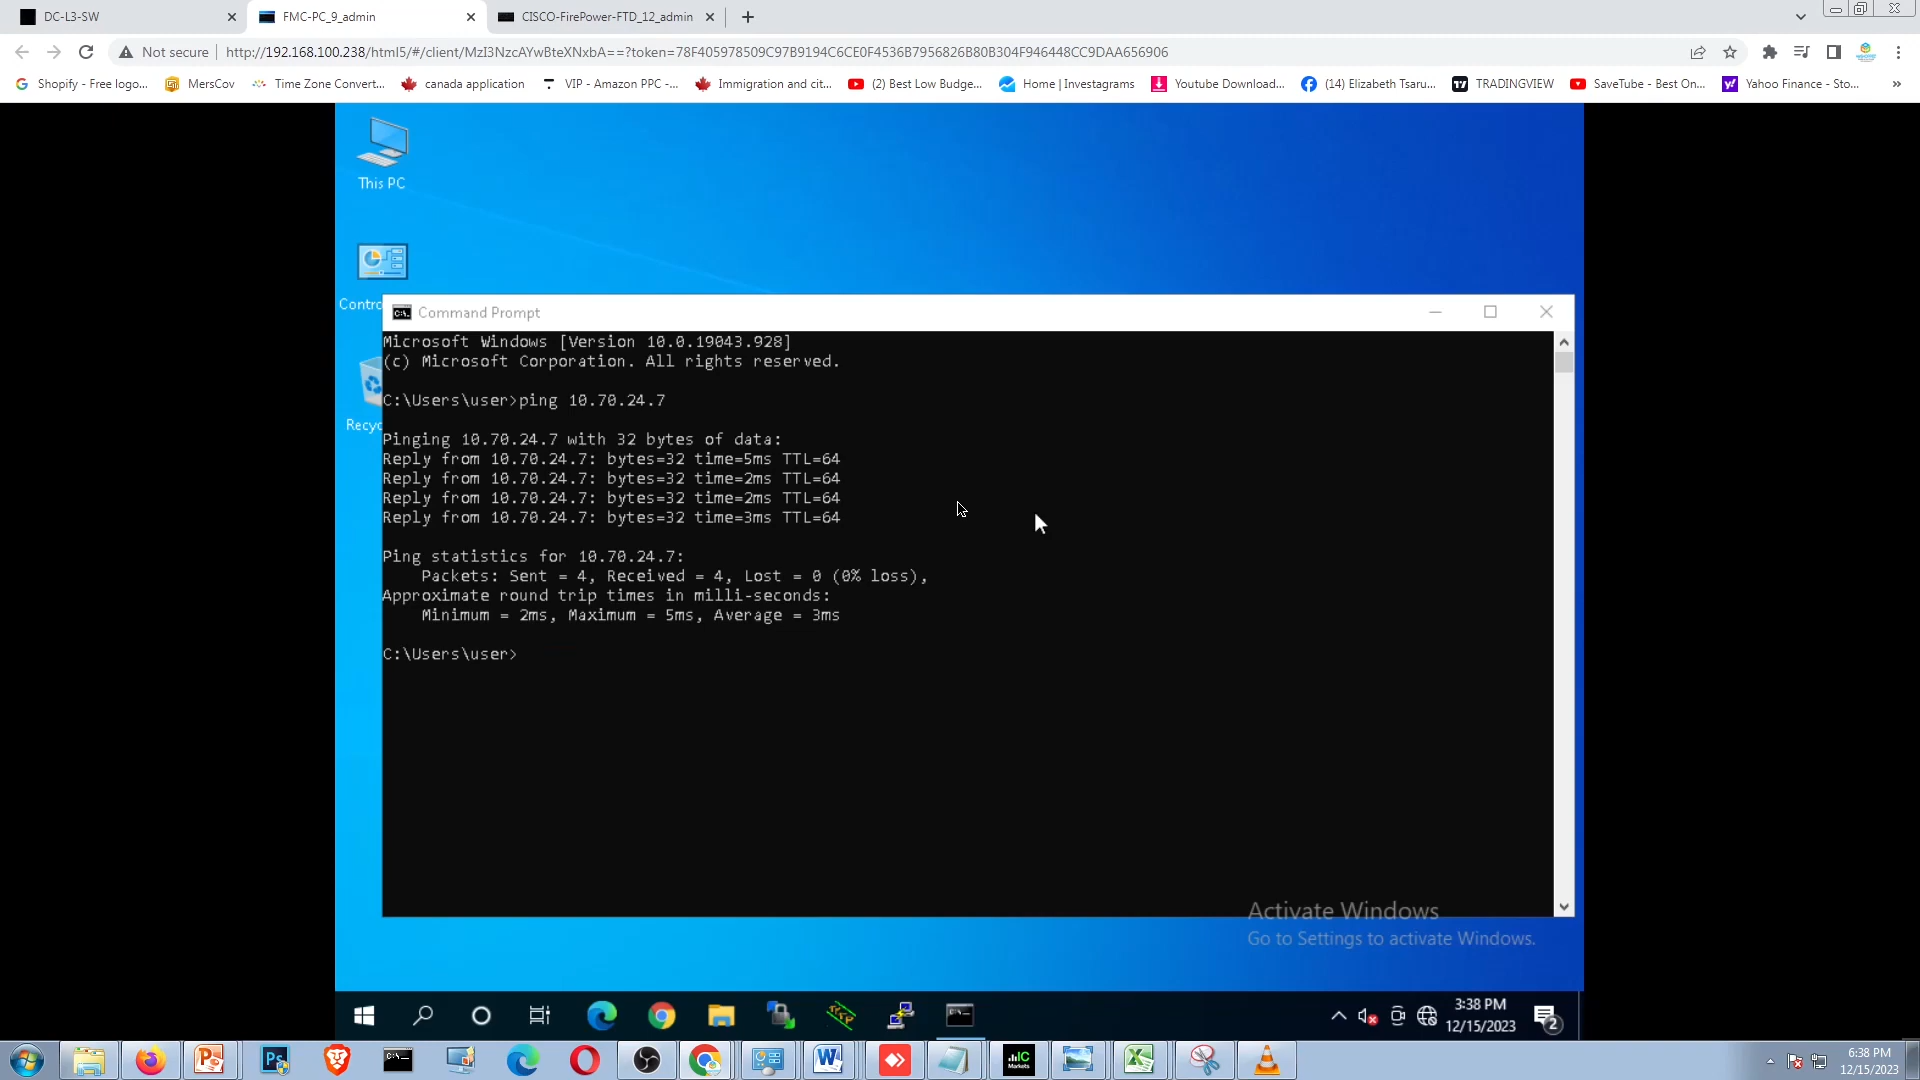 DC-L3-SW
FMC-PC_9_admin
CISCO-FirePower-FTD_12_admin
Not secure
http://192.168.100.238/html5/#/client/MzI3NzcAYwBteXNxbA==?token=78F405978509C97B9194C6CE0F4536B7956826B80B304F946448CC9DAA656906
Shopify - Free logo...
MersCov
Time Zone Convert...
canada application
VIP - Amazon PPC -...
Immigration and cit...
(2) Best Low Budge...
Home | Investagrams
Youtube Download...
(14) Elizabeth Tsaru...
TRADINGVIEW
SaveTube - Best On...
Yahoo Finance - Sto...
»
This PC
Contro
Recyc
Command Prompt
Microsoft Windows [Version 10.0.19043.928]
(c) Microsoft Corporation. All rights reserved.
C:\Users\user>ping 10.70.24.7
Pinging 10.70.24.7 with 32 bytes of data:
Reply from 10.70.24.7: bytes=32 time=5ms TTL=64
Reply from 10.70.24.7: bytes=32 time=2ms TTL=64
Reply from 10.70.24.7: bytes=32 time=2ms TTL=64
Reply from 10.70.24.7: bytes=32 time=3ms TTL=64
Ping statistics for 10.70.24.7:
Packets: Sent = 4, Received = 4, Lost = 0 (0% loss),
Approximate round trip times in milli-seconds:
Minimum = 2ms, Maximum = 5ms, Average = 3ms
C:\Users\user>
Activate Windows
Go to Settings to activate Windows.
3:38 PM
12/15/2023
2
6:38 PM
12/15/2023